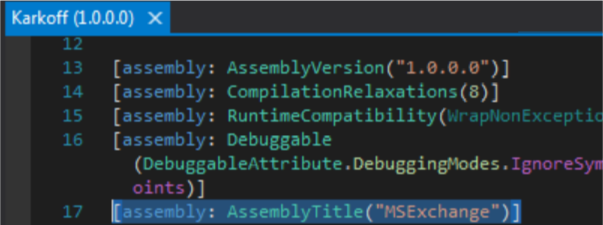 Karkoff (1.0.0.0) ×
12
13 [assembly: AssemblyVersion("1.0.0.0")]
14 [assembly: CompilationRelaxations(8)]
15 [assembly: RuntimeCompatibility(WrapNonExceptio
16 [assembly: Debuggable
(DebuggableAttribute.DebuggingModes.IgnoreSym
oints)]
17 [assembly: AssemblyTitle("MSExchange")]